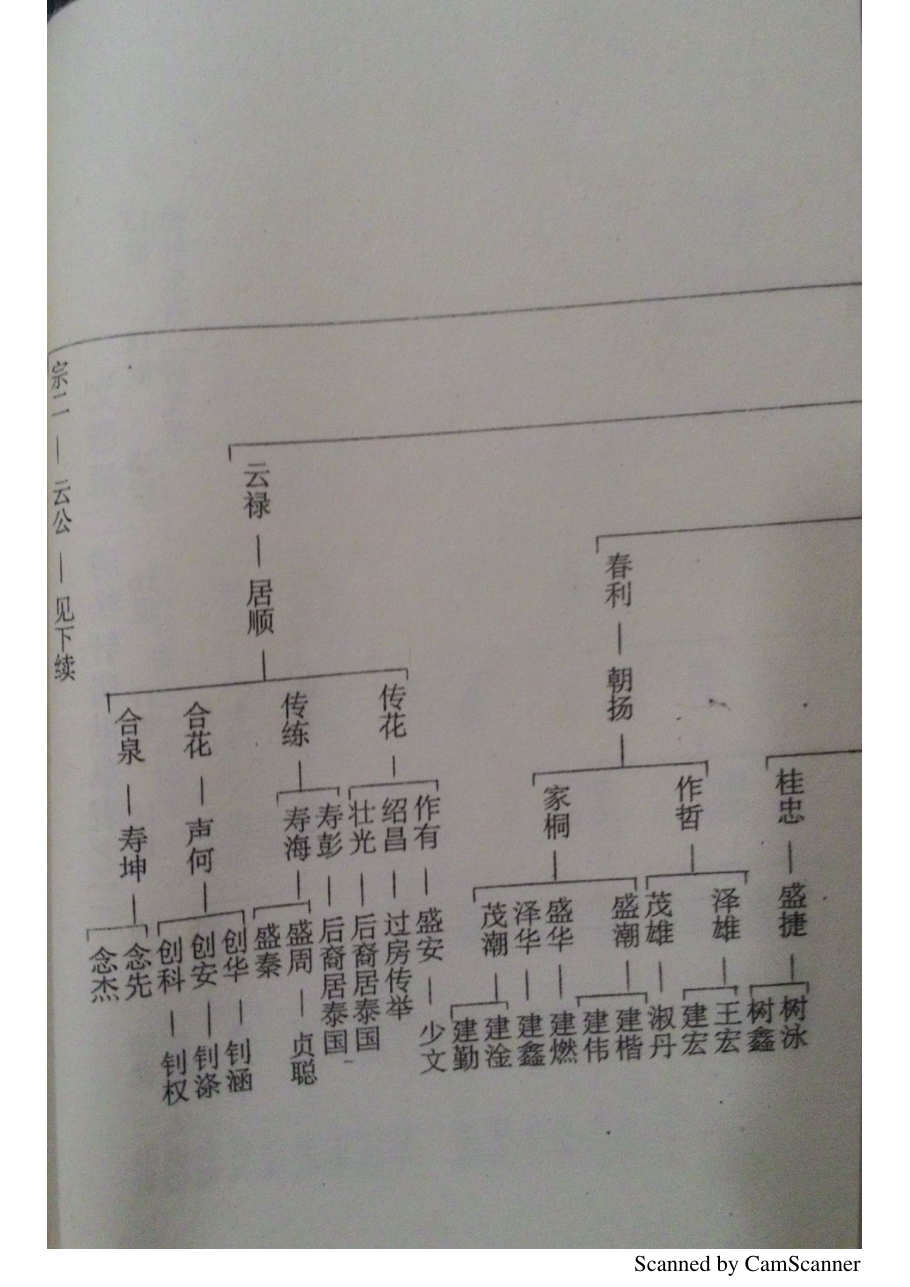 桂忠 — 盛捷
树泳
树鑫
春利 — 朝扬
作哲
泽雄
王宏
建宏
茂雄 — 淑丹
家桐
盛潮
建楷
建伟
盛华 — 建燃
泽华 — 建鑫
茂潮
建淦
建勤
云禄 — 居顺
传花
作有 — 盛安 — 少文
绍昌 — 过房传举
壮光 — 后裔居泰国
传练
寿彭 — 后裔居泰国
寿海
盛周 — 贞聪
盛秦
合花 — 声何
创华 — 钊涵
创安 — 钊涤
创科 — 钊权
合泉 — 寿坤
念先
念杰
宗二 — 云公 — 见下续
Scanned by CamScanner